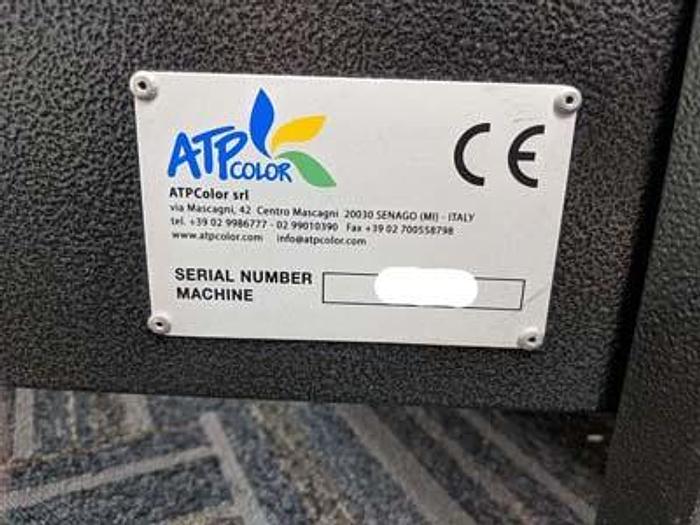 ATPCOLOR
CE
ATPColor srl
via Mascagni, 42 Centro Mascagni 20030 SENAGO (MI) - ITALY
tel. +39 02 9986777 - 02 99010390 Fax +39 02 700558798
www.atpcolor.com info@atpcolor.com
SERIAL NUMBER
MACHINE